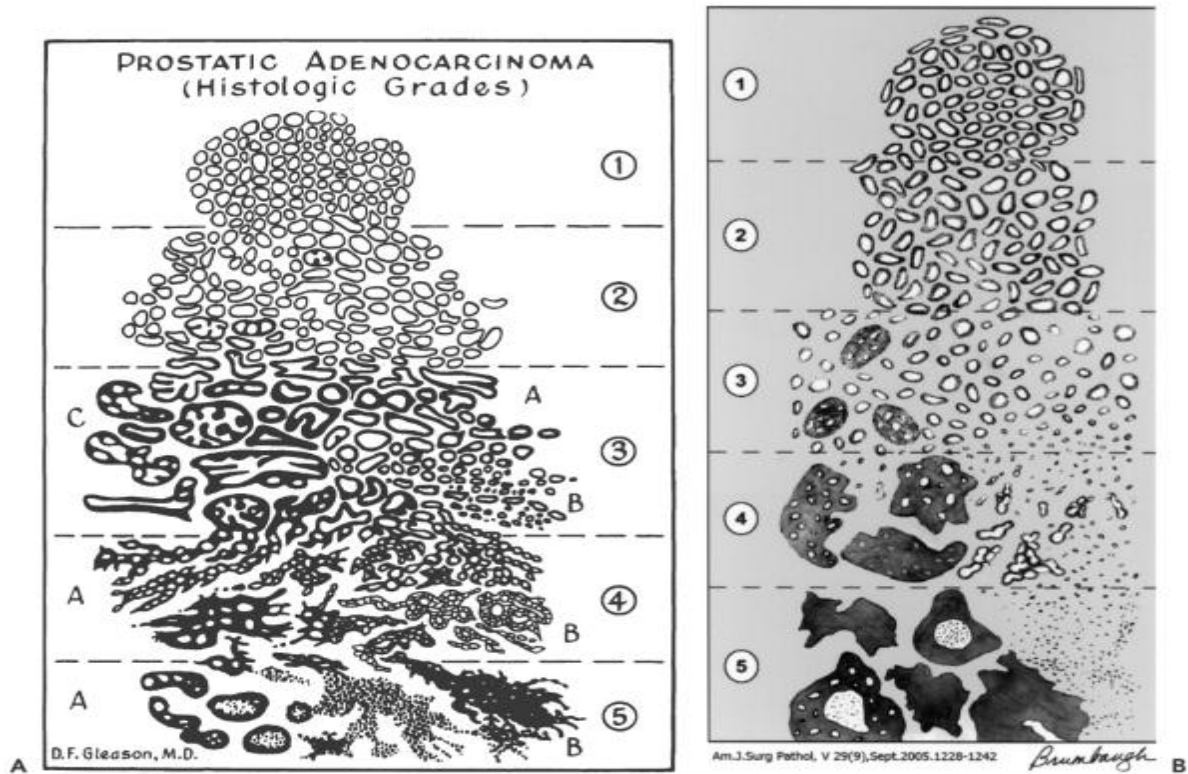 PROSTATIC ADENOCARCINOMA
(Histologic Grades)
1
2
A
C
3
B
A
4
B
A
5
B
D.F. Gleason, M.D.
A
1
2
3
4
5
Am.J.Surg Pathol, V 29(9),Sept.2005.1228-1242
Brumbaugh
B